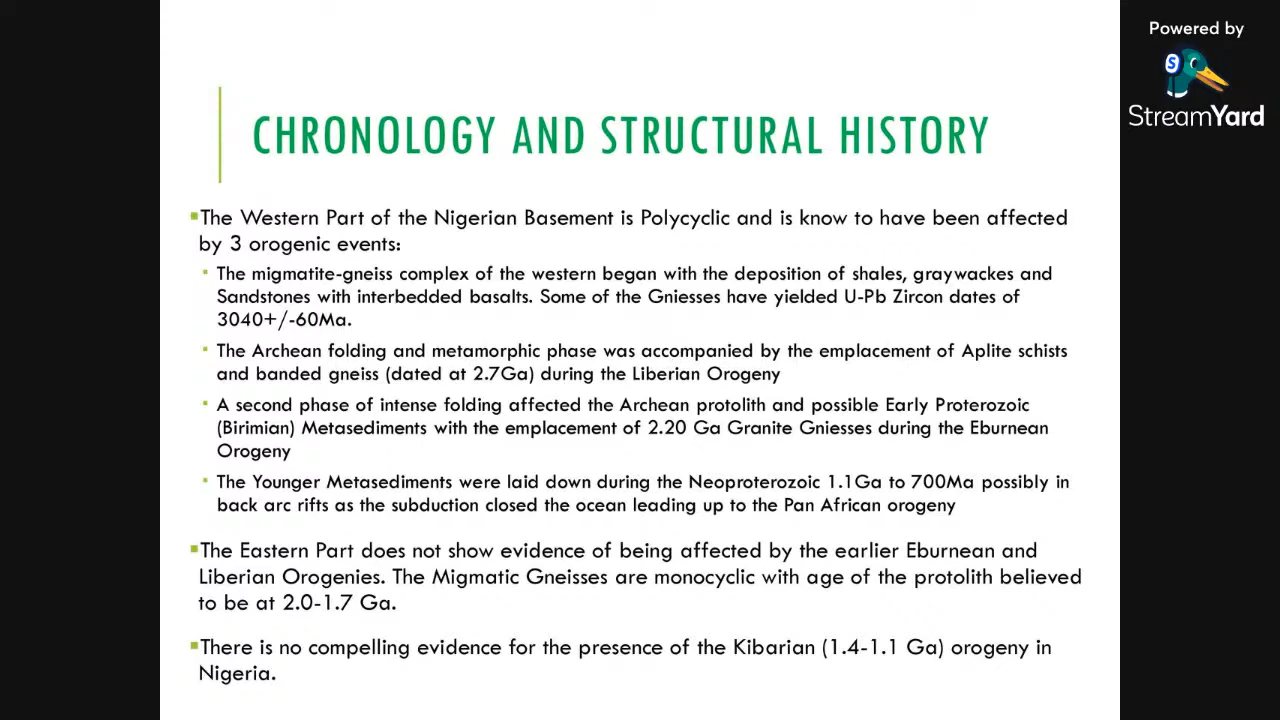 Powered by
StreamYard
CHRONOLOGY AND STRUCTURAL HISTORY
The Western Part of the Nigerian Basement is Polycyclic and is know to have been affected
by 3 orogenic events:
The migmatite-gneiss complex of the western began with the deposition of shales, graywackes and
Sandstones with interbedded basalts. Some of the Gniesses have yielded U-Pb Zircon dates of
3040+/-60Ma.
The Archean folding and metamorphic phase was accompanied by the emplacement of Aplite schists
and banded gneiss (dated at 2.7Ga) during the Liberian Orogeny
A second phase of intense folding affected the Archean protolith and possible Early Proterozoic
(Birimian) Metasediments with the emplacement of 2.20 Ga Granite Gniesses during the Eburnean
Orogeny
The Younger Metasediments were laid down during the Neoproterozoic 1.1Ga to 700Ma possibly in
back arc rifts as the subduction closed the ocean leading up to the Pan African orogeny
The Eastern Part does not show evidence of being affected by the earlier Eburnean and
Liberian Orogenies. The Migmatic Gneisses are monocyclic with age of the protolith believed
to be at 2.0-1.7 Ga.
There is no compelling evidence for the presence of the Kibarian (1.4-1.1 Ga) orogeny in
Nigeria.